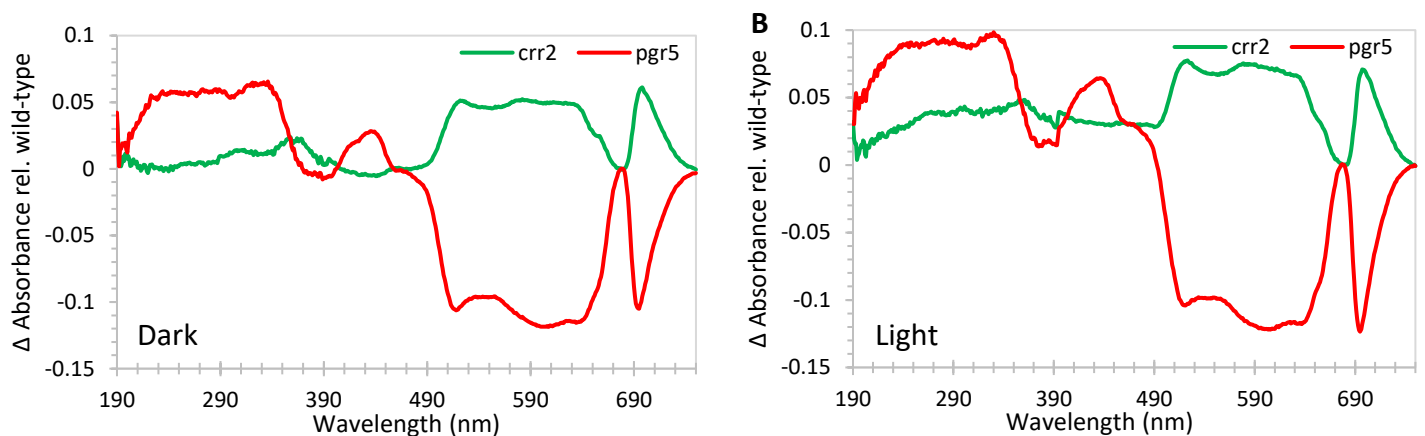 Δ Absorbance rel. wild-type
0.1
0.05
0
-0.05
-0.1
-0.15
crr2
pgr5
Dark
190
290
390
490
590
690
Wavelength (nm)
B
Δ Absorbance rel. wild-type
0.1
0.05
0
-0.05
-0.1
-0.15
crr2
pgr5
Light
190
290
390
490
590
690
Wavelength (nm)